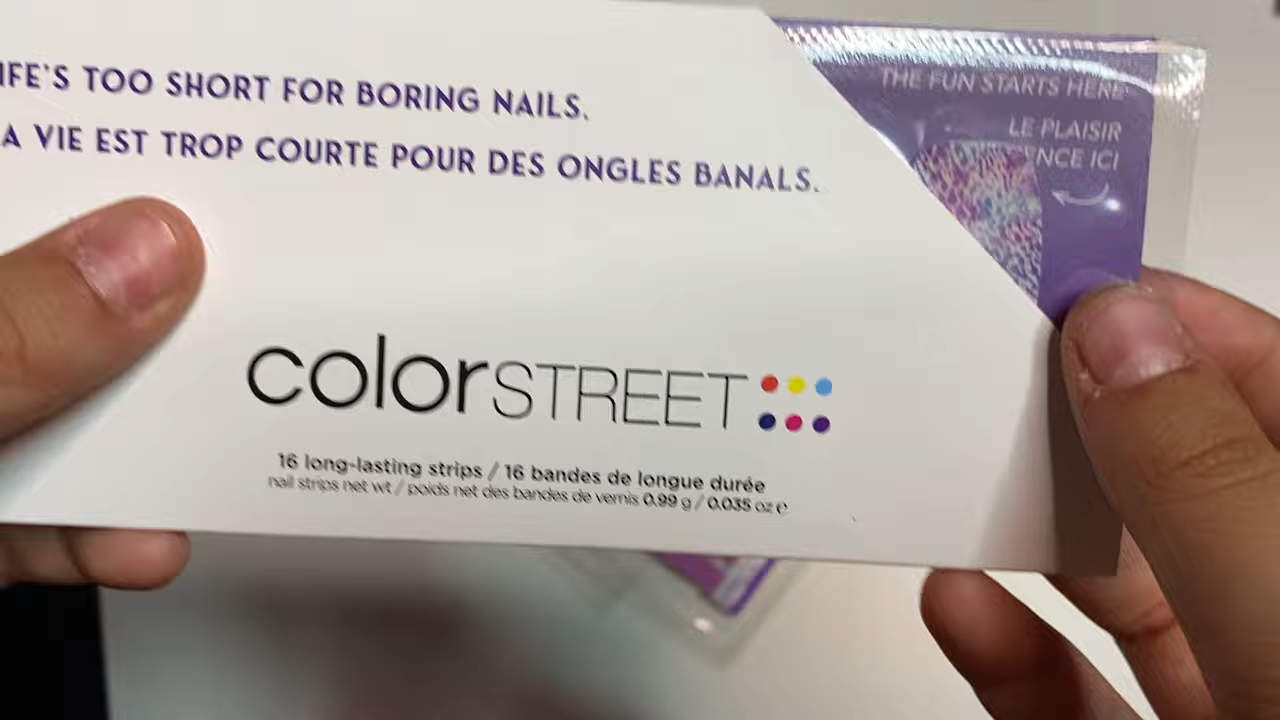 IFE'S TOO SHORT FOR BORING NAILS.
A VIE EST TROP COURTE POUR DES ONGLES BANALS.
THE FUN STARTS HERE
LE PLAISIR
ENCE ICI
colorSTREET
16 long-lasting strips / 16 bandes de longue durée
nail strips net wt / poids net des bandes de vernis 0.99 g / 0.035 oz e